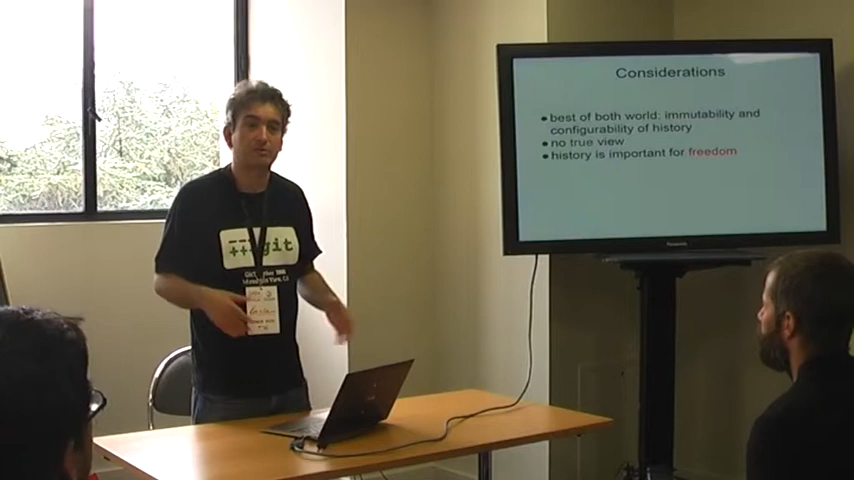 Considerations
• best of both world: immutability and
configurability of history
• no true view
• history is important for freedom
Panasonic
git